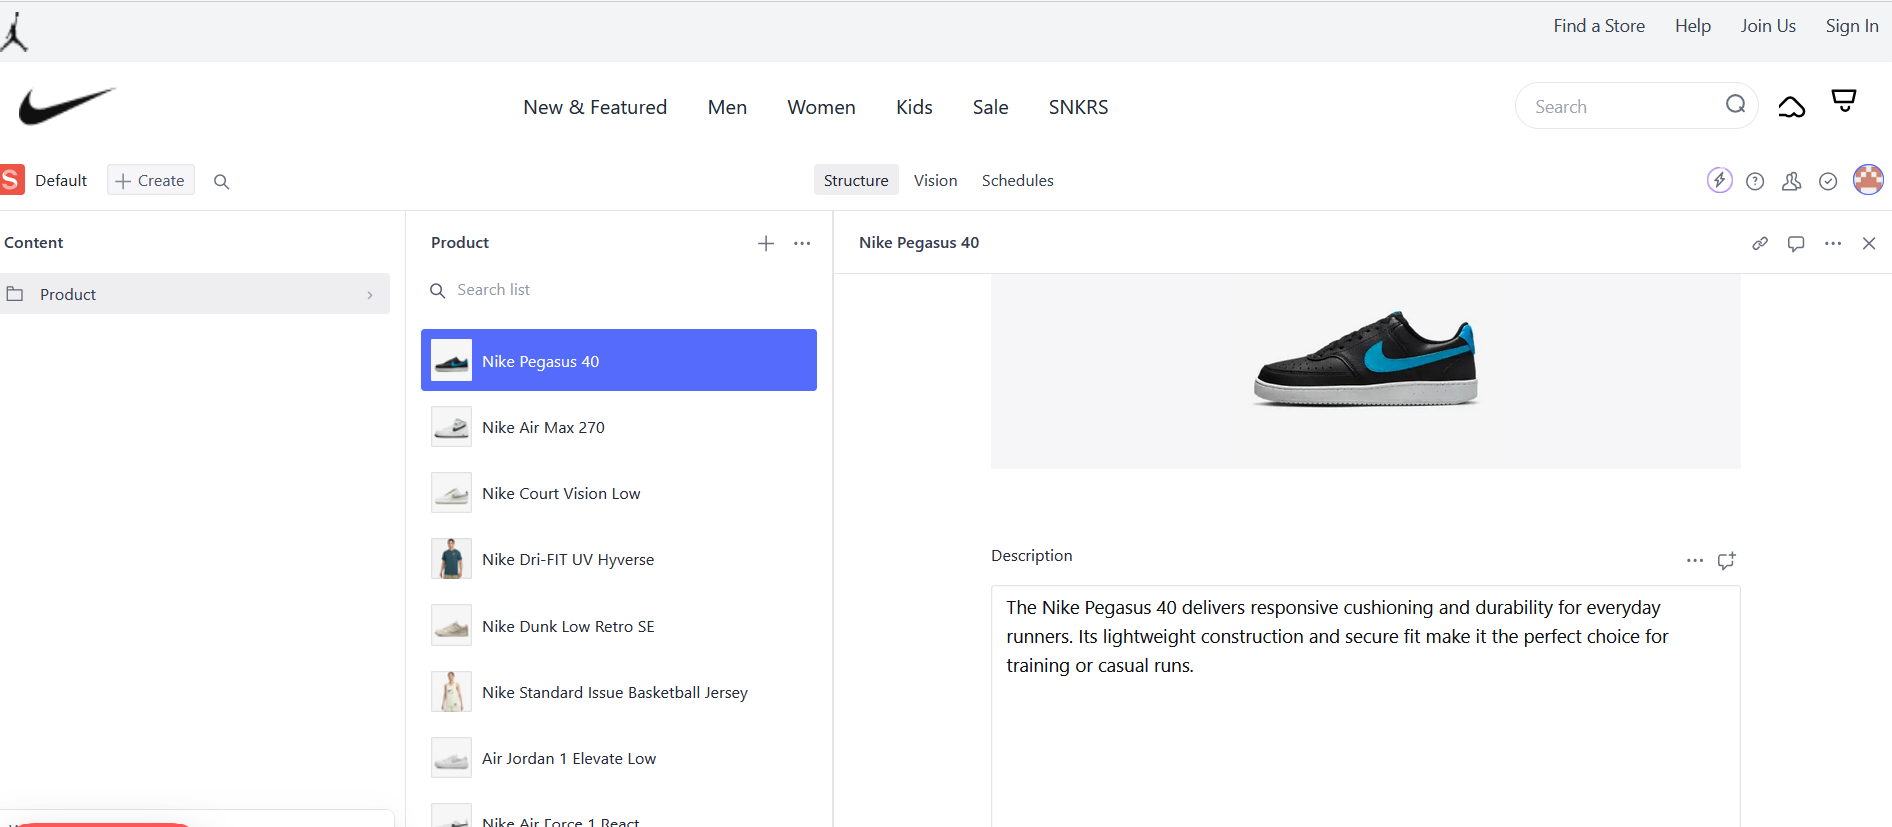 Find a Store Help Join Us Sign In
New & Featured Men Women Kids Sale SNKRS
Search
S Default Create
Structure Vision Schedules
Content
Product
Product
Search list
Nike Pegasus 40
Nike Air Max 270
Nike Court Vision Low
Nike Dri-FIT UV Hyverse
Nike Dunk Low Retro SE
Nike Standard Issue Basketball Jersey
Air Jordan 1 Elevate Low
Nike Air Force 1 React
Nike Pegasus 40
Description
The Nike Pegasus 40 delivers responsive cushioning and durability for everyday
runners. Its lightweight construction and secure fit make it the perfect choice for
training or casual runs.